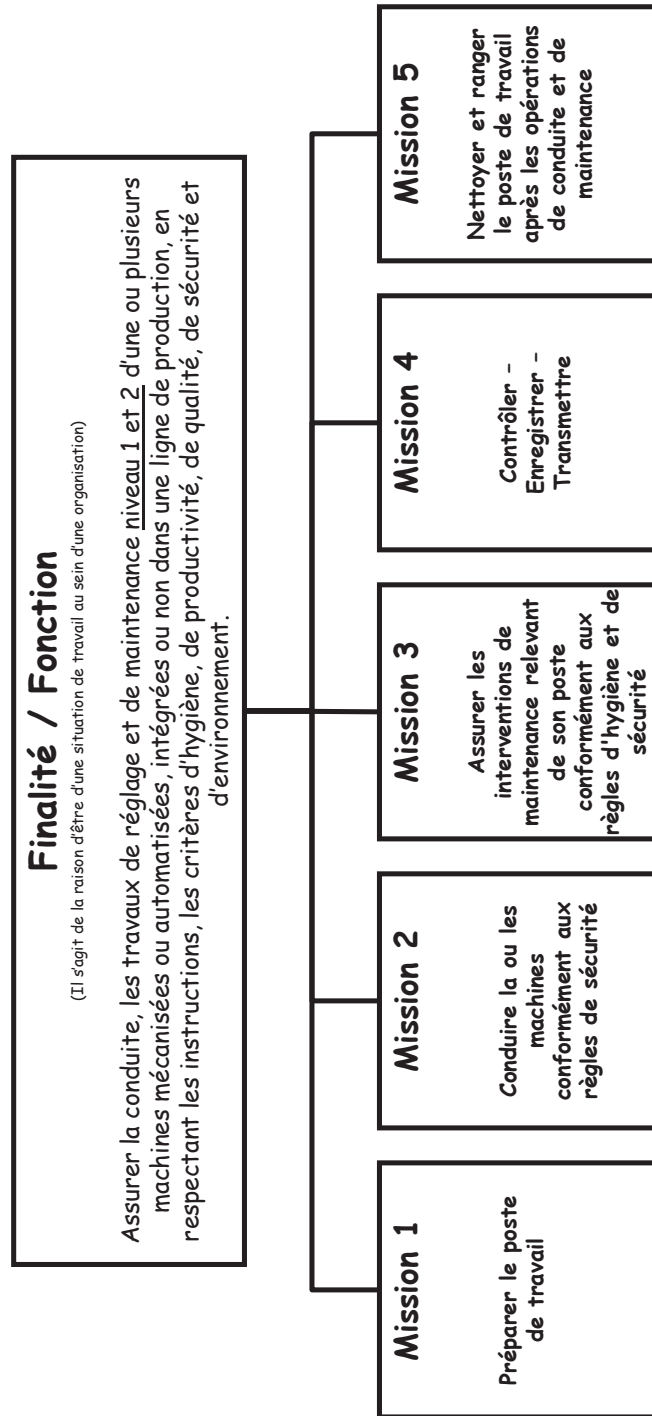 Finalité / Fonction
(Il s'agit de la raison d'être d'une situation de travail au sein d'une organisation)
Assurer la conduite, les travaux de réglage et de maintenance niveau 1 et 2 d'une ou plusieurs
machines mécanisées ou automatisées, intégrées ou non dans une ligne de production, en
respectant les instructions, les critères d'hygiène, de productivité, de qualité, de sécurité et
d'environnement.
Mission 1
Préparer le poste
de travail
Mission 2
Conduire la ou les
machines
conformément aux
règles de sécurité
Mission 3
Assurer les
interventions de
maintenance relevant
de son poste
conformément aux
règles d'hygiène et de
sécurité
Mission 4
Contrôler –
Enregistrer –
Transmettre
Mission 5
Nettoyer et ranger
le poste de travail
après les opérations
de conduite et de
maintenance